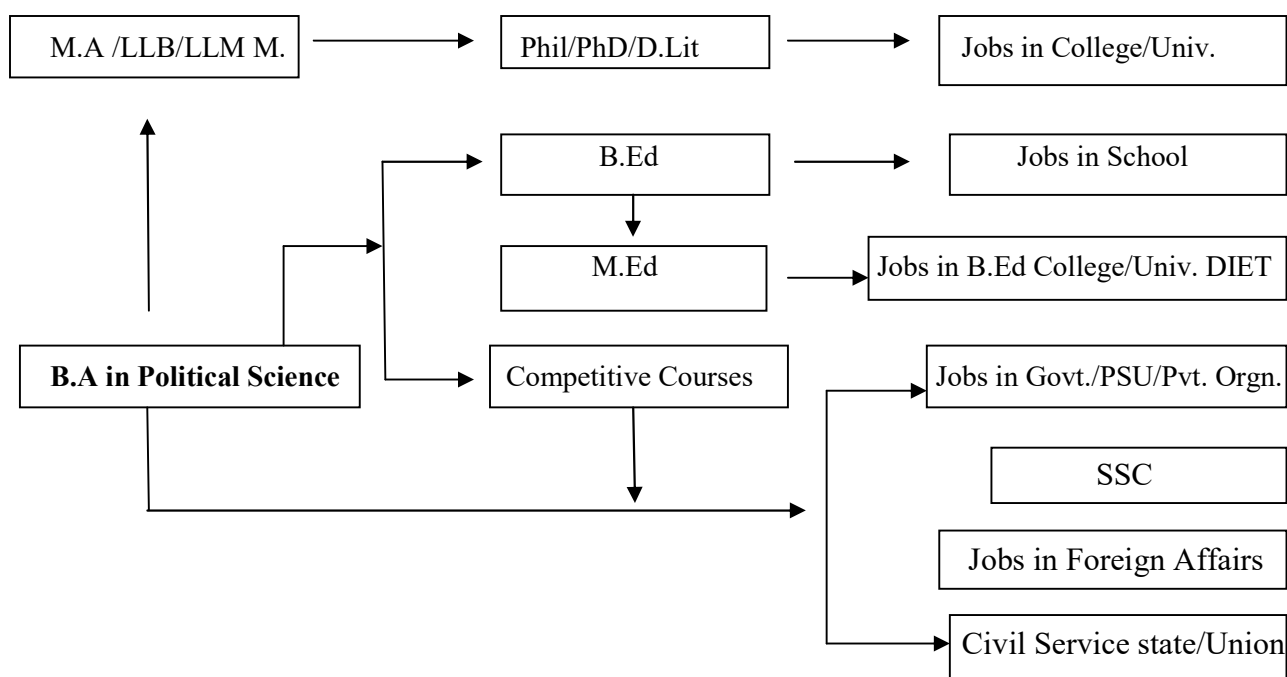 M.A /LLB/LLM M.
Phil/PhD/D.Lit
Jobs in College/Univ.
B.Ed
Jobs in School
M.Ed
Jobs in B.Ed College/Univ. DIET
B.A in Political Science
Competitive Courses
Jobs in Govt./PSU/Pvt. Orgn.
SSC
Jobs in Foreign Affairs
Civil Service state/Union